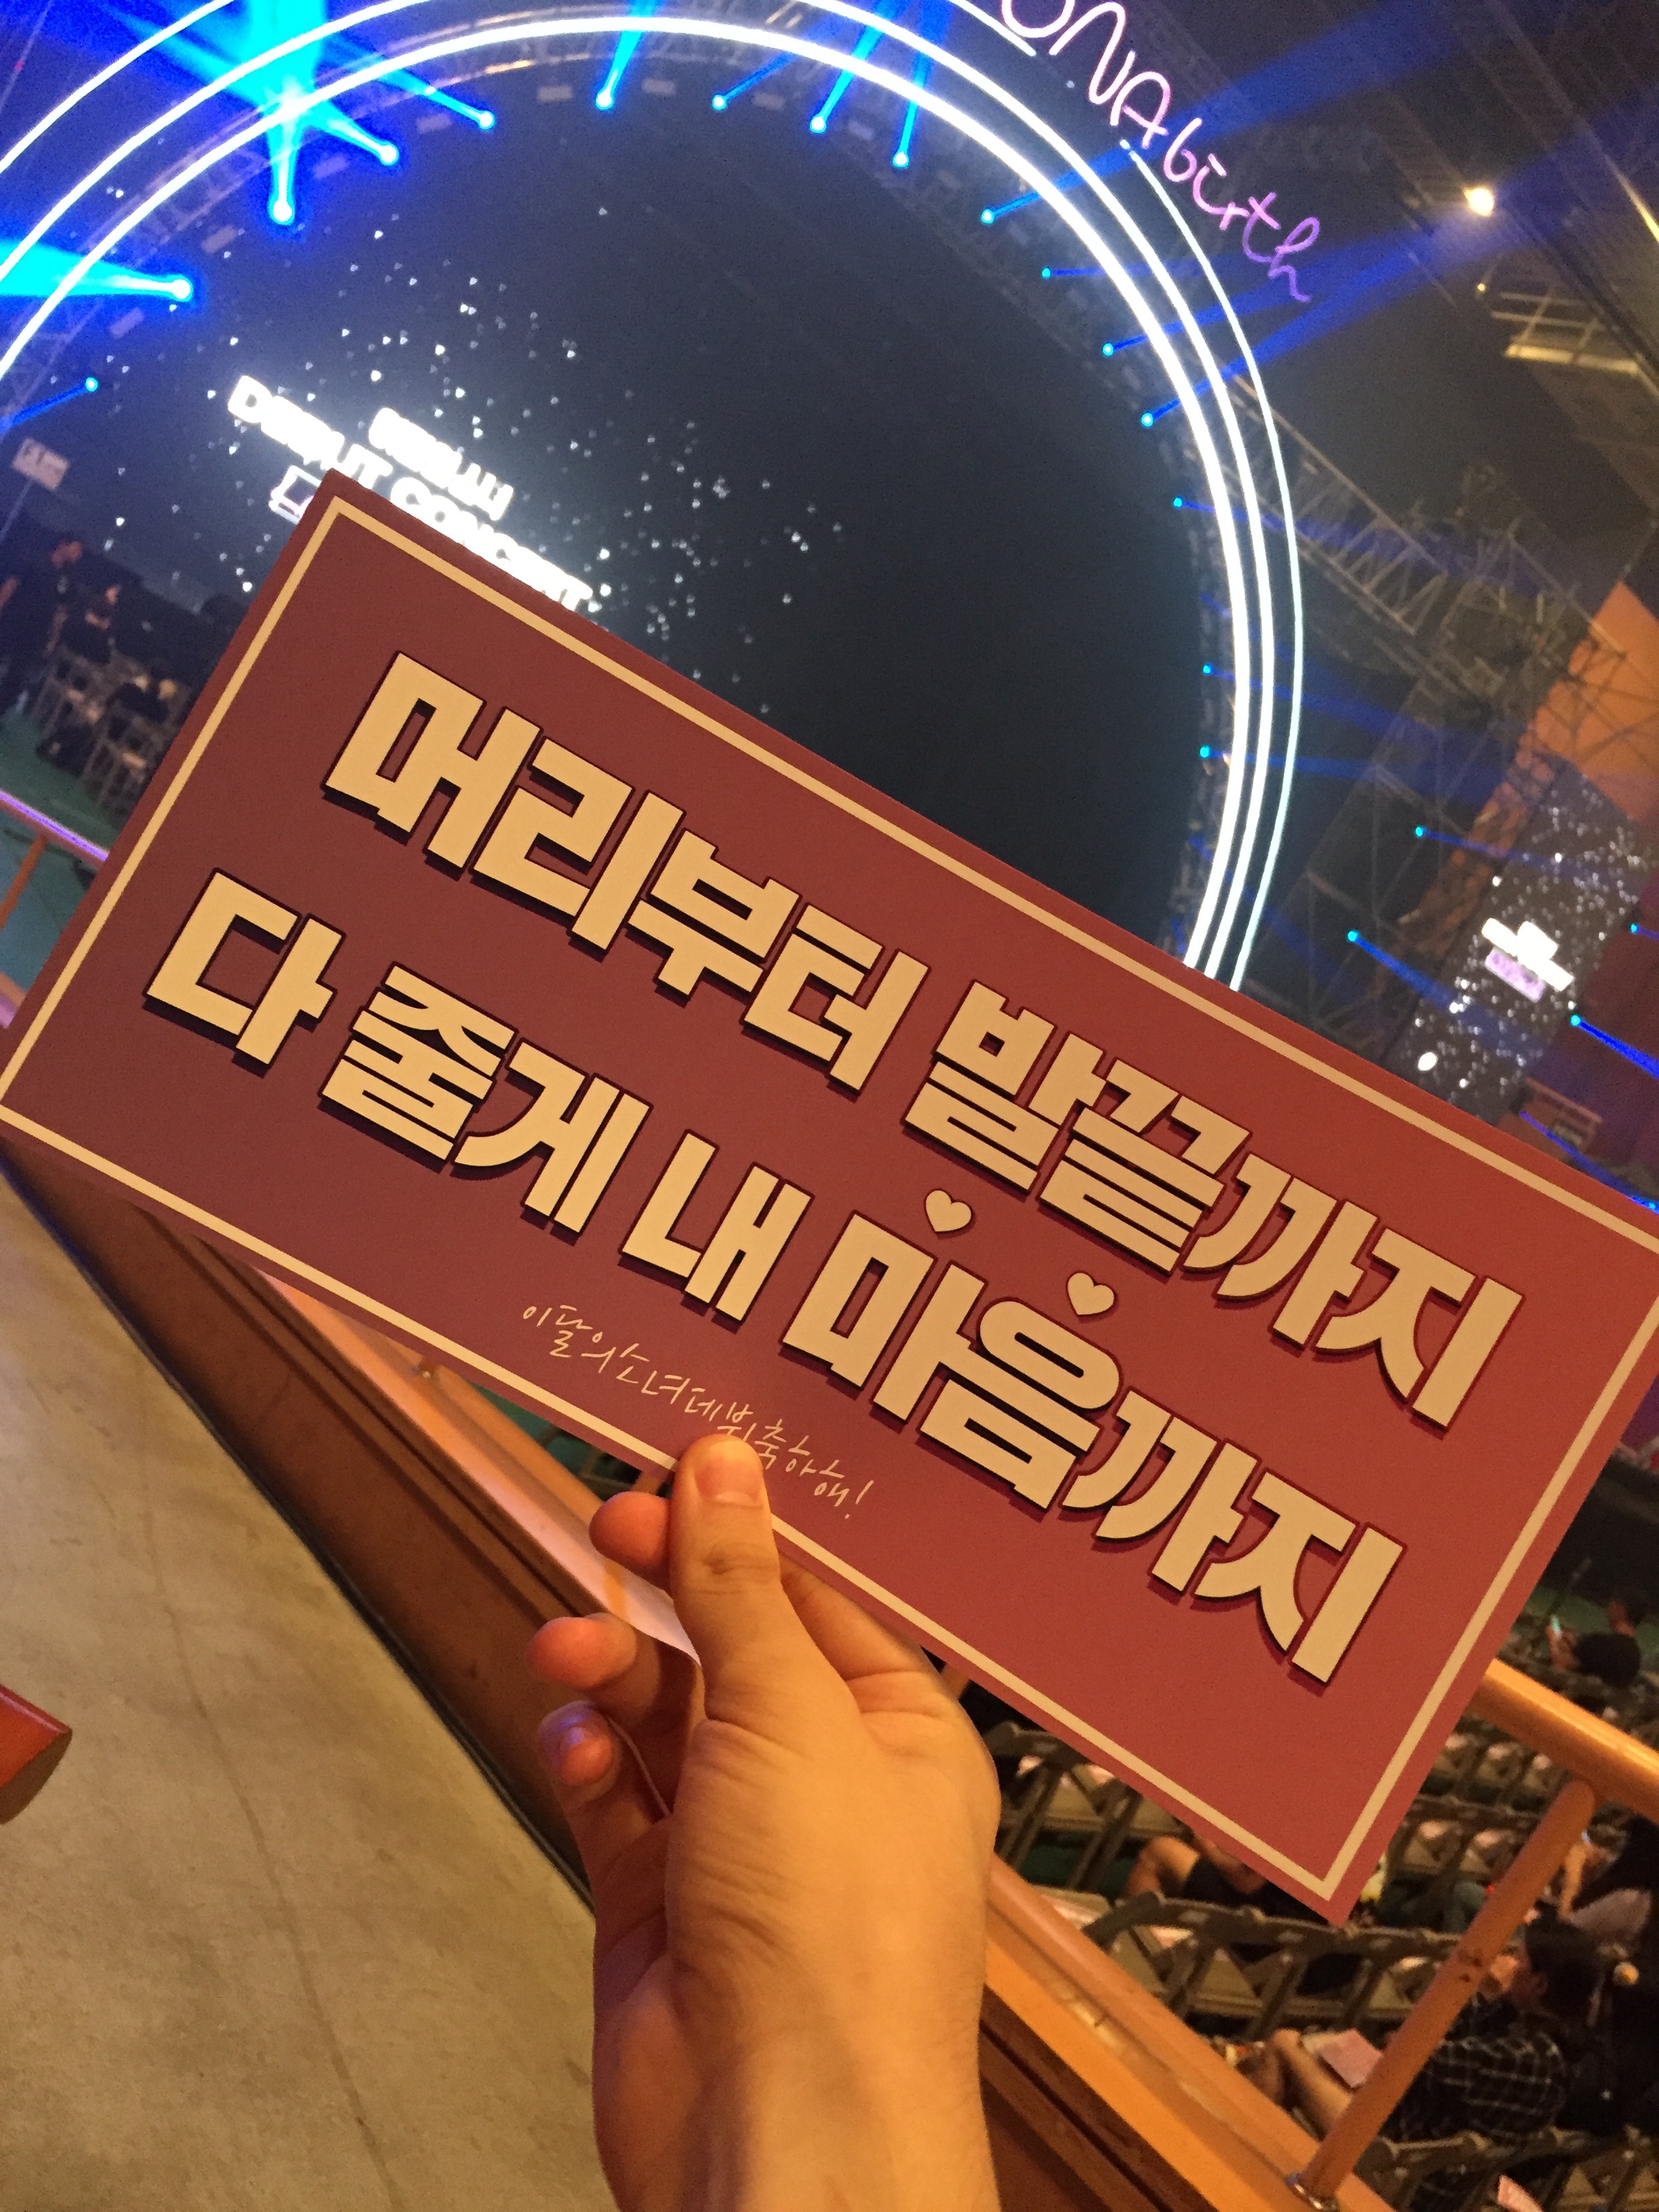 ONAbirth
DEBUT CONCERT
머리부터 발끝까지
다 줄게 내 마음까지
이달의소녀데뷔축하해!